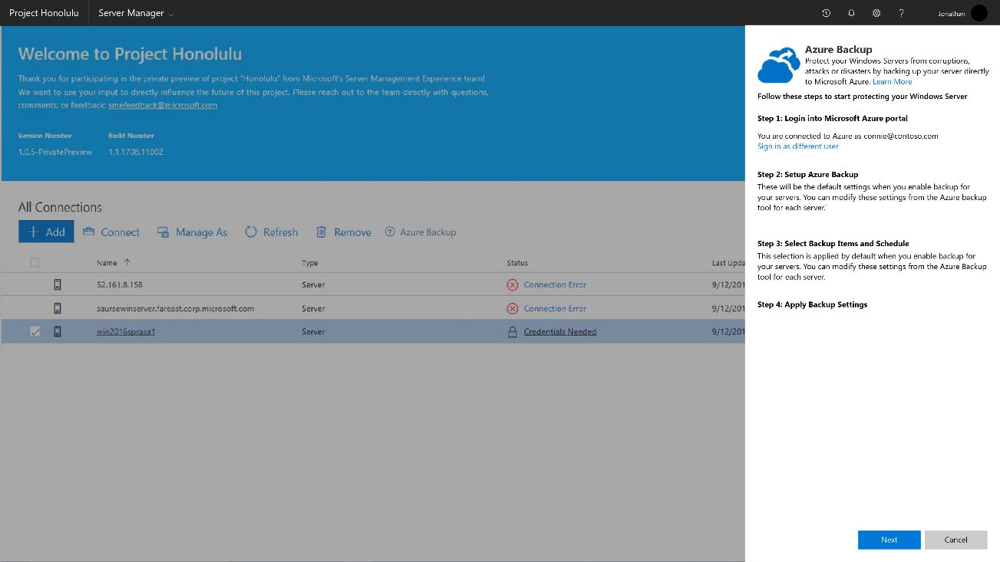 Project Honolulu
Server Manager
?
Jonathan
Welcome to Project Honolulu
Thank you for participating in the private preview of project "Honolulu" from Microsoft's Server Management Experience team!
We want to use your input to directly influence the future of this project. Please reach out to the team directly with questions,
comments, or feedback: smefeedback@microsoft.com
Version Number Build Number
1.0.5-PrivatePreview 1.1.1708.11002
All Connections
Add Connect Manage As Refresh Remove Azure Backup
Name Type Status Last Upda
52.161.8.158 Server Connection Error 9/12/201
saursewinserver.fareast.corp.microsoft.com Server Connection Error 9/12/201
win2016sprasa1 Server Credentials Needed 9/12/201
Azure Backup
Protect your Windows Servers from corruptions,
attacks or disasters by backing up your server directly
to Microsoft Azure. Learn More
Follow these steps to start protecting your Windows Server
Step 1: Login into Microsoft Azure portal
You are connected to Azure as connie@contoso.com
Sign in as different user
Step 2: Setup Azure Backup
These will be the default settings when you enable backup for
your servers. You can modify these settings from the Azure backup
tool for each server.`
Step 3: Select Backup Items and Schedule
This selection is applied by default when you enable backup for
your servers. You can modify these settings from the Azure Backup
tool for each server.
Step 4: Apply Backup Settings
Next Cancel